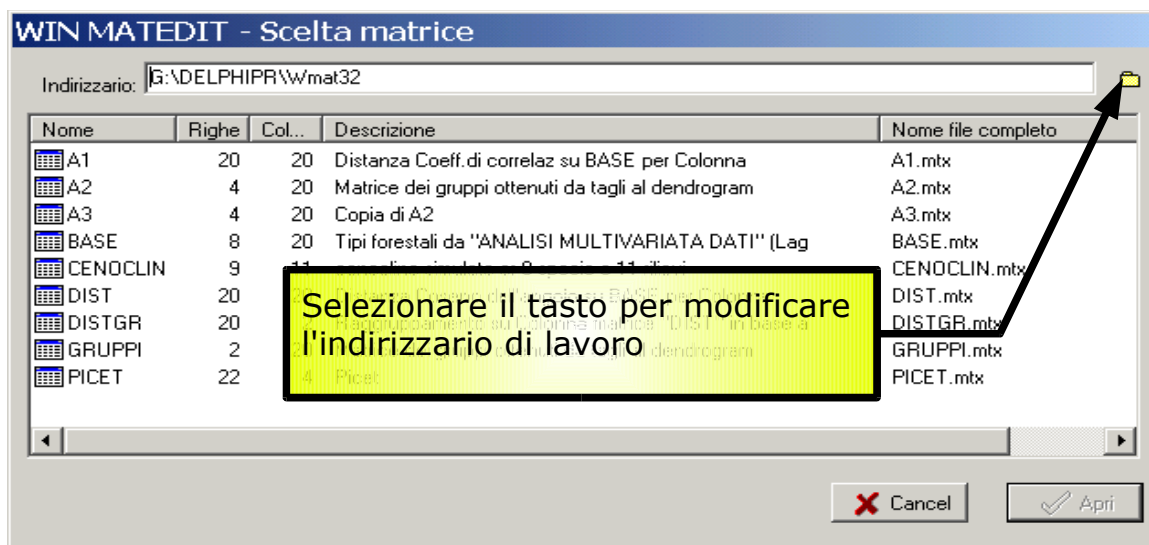 WIN MATEDIT - Scelta matrice
Indirizzario: G:\DELPHIPR\Wmat32
Nome Righe Col... Descrizione Nome file completo
A1 20 20 Distanza Coeff.di correlaz su BASE per Colonna A1.mtx
A2 4 20 Matrice dei gruppi ottenuti da tagli al dendrogram A2.mtx
A3 4 20 Copia di A2 A3.mtx
BASE 8 20 Tipi forestali da "ANALISI MULTIVARIATA DATI" (Lag BASE.mtx
CENOCLIN 9 11 CENOCLIN.mtx
DIST 20 DIST.mtx
DISTGR 20 DISTGR.mtx
GRUPPI 2 20 GRUPPI.mtx
PICET 22 4 Picet PICET.mtx
Selezionare il tasto per modificare
l'indirizzario di lavoro
Cancel Apri